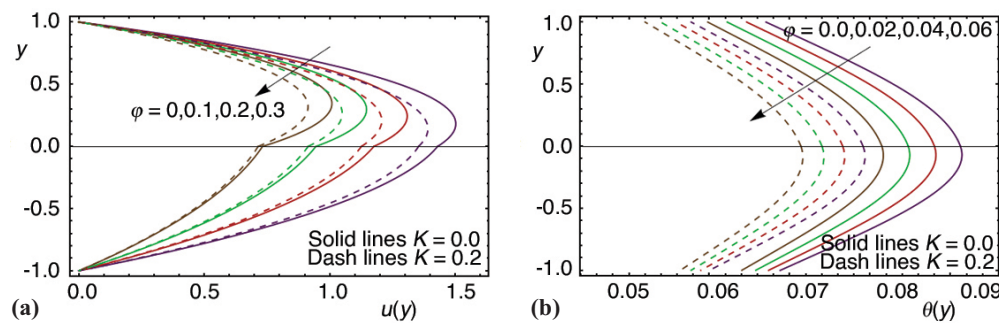 1.0
y
0.5
0.0
-0.5
-1.0
φ = 0,0.1,0.2,0.3
Solid lines K = 0.0
Dash lines K = 0.2
0.0
0.5
1.0
1.5
(a)
u(y)
1.0
y
0.5
0.0
-0.5
-1.0
φ = 0.0,0.02,0.04,0.06
Solid lines K = 0.0
Dash lines K = 0.2
0.05
0.06
0.07
0.08
0.09
(b)
θ(y)